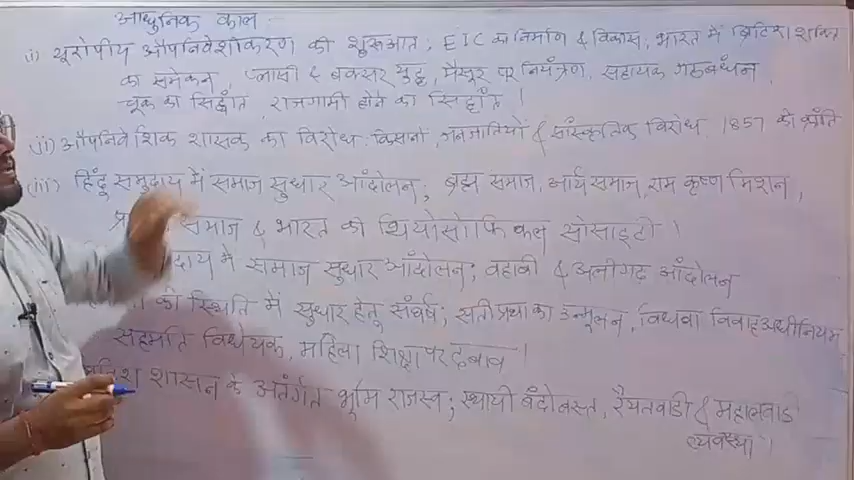 आधुनिक काल
i) यूरोपीय औपनिवेशीकरण की शुरूआत; EIC का निर्माण & विकास, भारत में ब्रिटिश शक्ति
का समेकन, प्लासी & बक्सर युद्ध, मैसूर पर नियंत्रण, सहायक गठबंधन,
चूक का सिद्धांत, राजगामी होने का सिद्धांत।
(ii) औपनिवेशिक शासक का विरोध: किसानों, जनजातियों & सांस्कृतिक विरोध, 1857 की क्रांति
(iii) हिंदू समुदाय में समाज सुधार आंदोलन; ब्रह्म समाज, आर्य समाज, राम कृष्ण मिशन,
समाज & भारत की थियोसोफिकल सोसाइटी।
में समाज सुधार आंदोलन; वहाबी & अलीगढ़ आंदोलन
की स्थिति में सुधार हेतु संघर्ष; सतीप्रथा का उन्मूलन, विधवा विवाह अधीनियम
सहमति विधेयक, महिला शिक्षा पर दबाव।
शासन के अंतर्गत भूमि राजस्व; स्थायी बंदोबस्त, रैयतवाडी & महालवाडी
व्यवस्था।